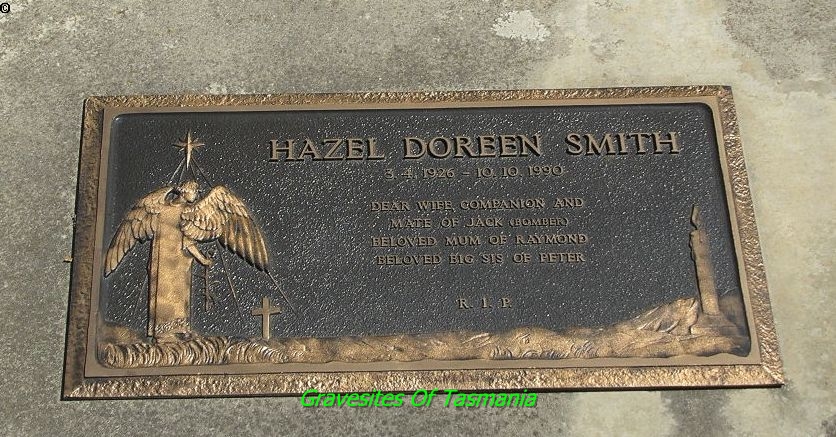 ©
HAZEL DOREEN SMITH
3. 4. 1926 - 10. 10. 1990
DEAR WIFE, COMPANION AND
MATE OF JACK (BOMBER)
BELOVED MUM OF RAYMOND
BELOVED BIG SIS OF PETER
R. I. P.
Gravesites Of Tasmania